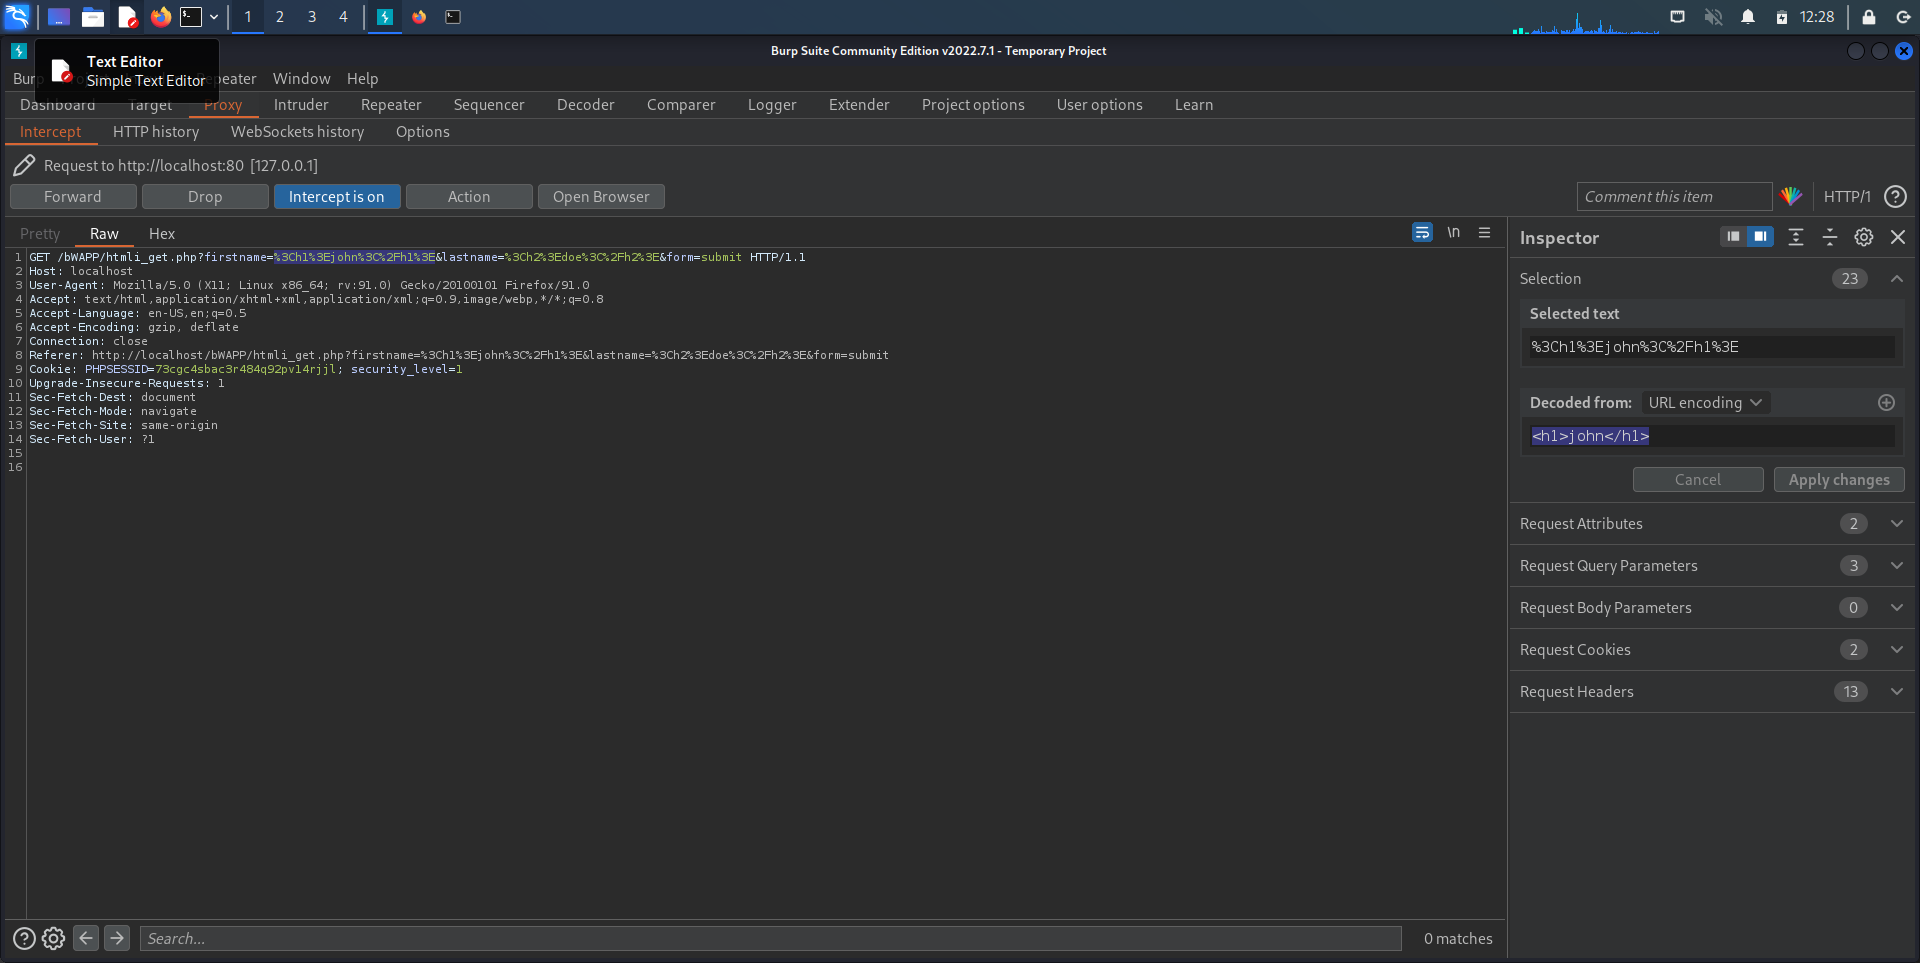 1 2 3 4 12:28
Burp Suite Community Edition v2022.7.1 - Temporary Project
Text Editor
Simple Text Editor
Burp Repeater Window Help
Dashboard Target Proxy Intruder Repeater Sequencer Decoder Comparer Logger Extender Project options User options Learn
Intercept HTTP history WebSockets history Options
Request to http://localhost:80 [127.0.0.1]
Forward Drop Intercept is on Action Open Browser Comment this item HTTP/1 ?
Pretty Raw Hex \n
1 GET /bWAPP/htmli_get.php?firstname=%3Ch1%3Ejohn%3C%2Fh1%3E&lastname=%3Ch2%3Edoe%3C%2Fh2%3E&form=submit HTTP/1.1
2 Host: localhost
3 User-Agent: Mozilla/5.0 (X11; Linux x86_64; rv:91.0) Gecko/20100101 Firefox/91.0
4 Accept: text/html,application/xhtml+xml,application/xml;q=0.9,image/webp,*/*;q=0.8
5 Accept-Language: en-US,en;q=0.5
6 Accept-Encoding: gzip, deflate
7 Connection: close
8 Referer: http://localhost/bWAPP/htmli_get.php?firstname=%3Ch1%3Ejohn%3C%2Fh1%3E&lastname=%3Ch2%3Edoe%3C%2Fh2%3E&form=submit
9 Cookie: PHPSESSID=73cgc4sbac3r484q92pv14rjjl; security_level=1
10 Upgrade-Insecure-Requests: 1
11 Sec-Fetch-Dest: document
12 Sec-Fetch-Mode: navigate
13 Sec-Fetch-Site: same-origin
14 Sec-Fetch-User: ?1
15
16
Inspector
Selection 23
Selected text
%3Ch1%3Ejohn%3C%2Fh1%3E
Decoded from: URL encoding
<h1>john</h1>
Cancel Apply changes
Request Attributes 2
Request Query Parameters 3
Request Body Parameters 0
Request Cookies 2
Request Headers 13
? Search... 0 matches